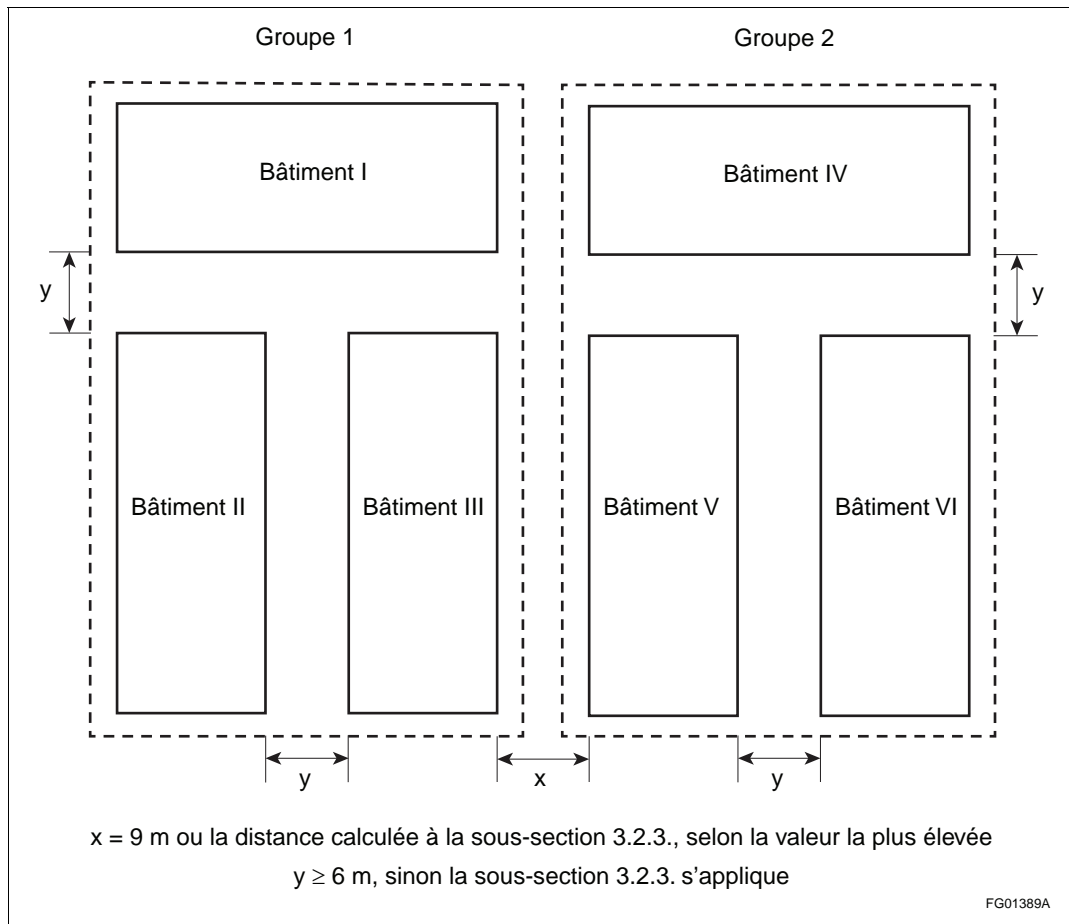 Groupe 1
Groupe 2
Bâtiment I
Bâtiment IV
y
y
Bâtiment II
Bâtiment III
Bâtiment V
Bâtiment VI
y
x
y
x = 9 m ou la distance calculée à la sous-section 3.2.3., selon la valeur la plus élevée
y ≥ 6 m, sinon la sous-section 3.2.3. s’applique
FG01389A